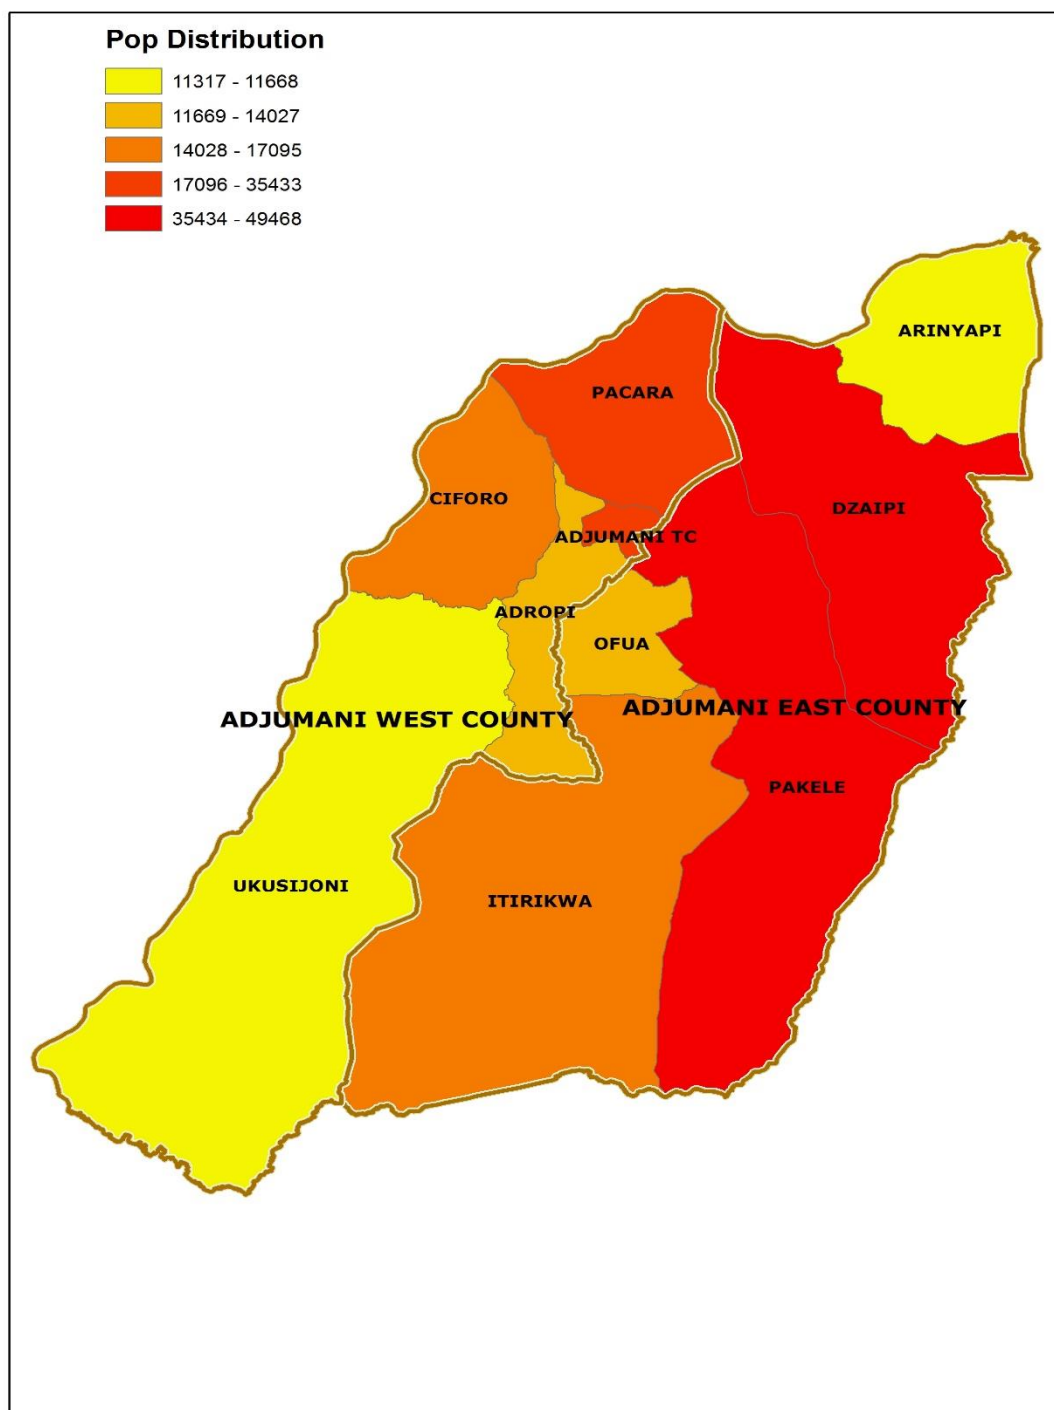 Pop Distribution
11317 - 11668
11669 - 14027
14028 - 17095
17096 - 35433
35434 - 49468
ARINYAPI
PACARA
CIFORO
DZAIPI
ADJUMANI TC
ADROPI
OFUA
ADJUMANI WEST COUNTY
ADJUMANI EAST COUNTY
PAKELE
UKUSIJONI
ITIRIKWA